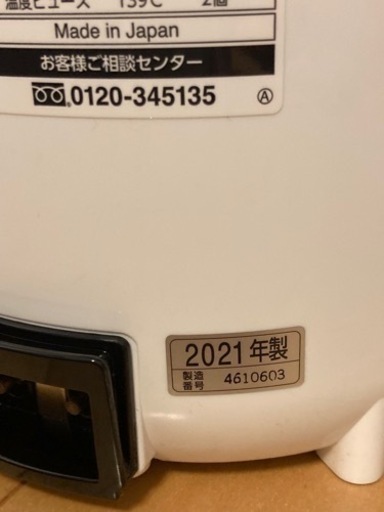 温度ヒューズ 139℃ 2個
Made in Japan
お客様ご相談センター
0120-345135 Ⓐ
2021年製
製造番号 4610603